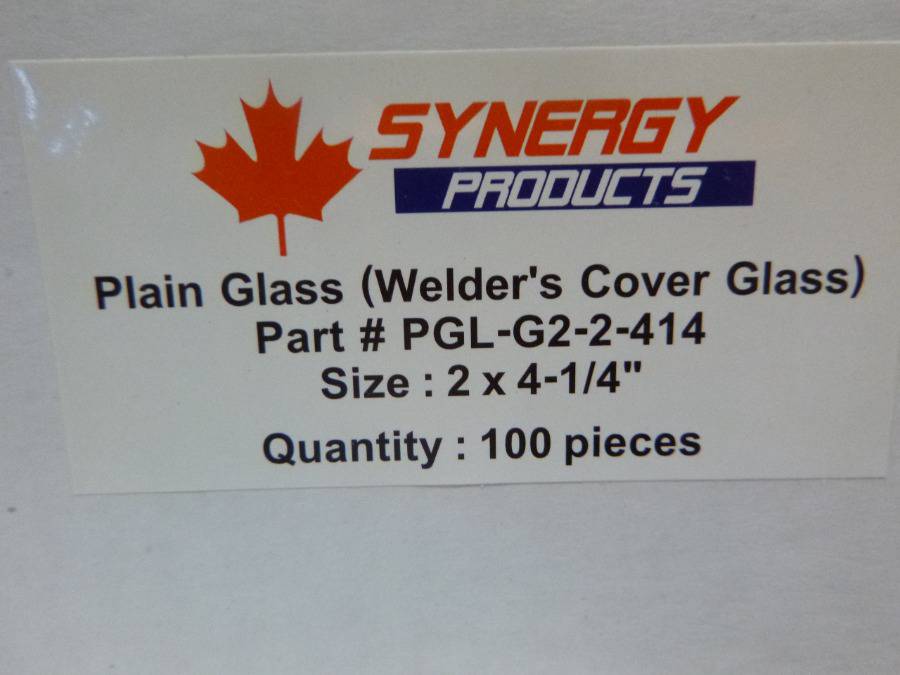 SYNERGY
PRODUCTS
Plain Glass (Welder's Cover Glass)
Part # PGL-G2-2-414
Size : 2 x 4-1/4"
Quantity : 100 pieces